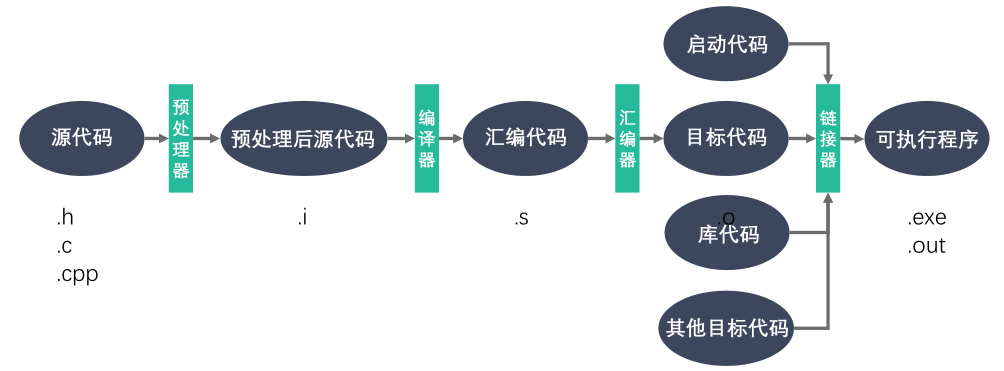 启动代码
源代码
预处理器
预处理后源代码
编译器
汇编代码
汇编器
目标代码
链接器
可执行程序
.h
.c
.cpp
.i
.s
.o
库代码
.exe
.out
其他目标代码